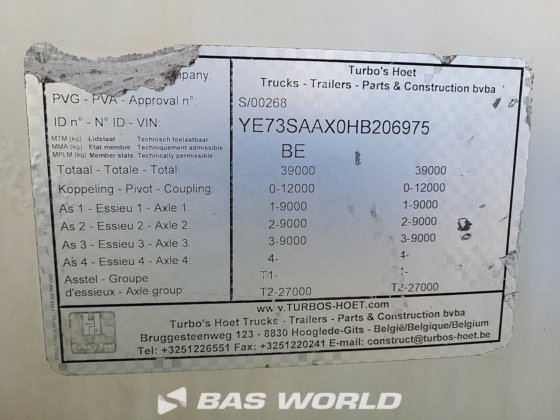 mpany: Turbo's Hoet
Trucks - Trailers - Parts & Construction bvba
PVG - PVA - Approval n°: S/00268
ID n° - N° ID - VIN: YE73SAAX0HB206975
MTM (kg) - Lidstaat Technisch toelaatbaar
MMA (kg) - Etat membre Techniquement admissible
MPLM (kg) - Member state Technically permissible
BE
Totaal - Totale - Total: 39000 39000
Koppeling - Pivot - Coupling 0-12000 0-12000
As 1 - Essieu 1 - Axle 1 1-9000 1-9000
As 2 - Essieu 2 - Axle 2: 2-9000 2-9000
As 3 - Essieu 3 - Axle 3: 3-9000 3-9000
As 4 - Essieu 4 - Axle 4: 4- 4-
Asstel - Groupe T1-
d'essieux - Axle group: T2-27000 T2-27000
www.TURBOS-HOET.com
Turbo's Hoet Trucks - Trailers - Parts & Construction bvba
Bruggesteenweg 123 - 8830 Hooglede-Gits - België/Belgique/Belgium
Tel: +3251226551 Fax: +3251220241 E-mail: construct@turbos-hoet.be
Turbo's Hoet
BAS WORLD